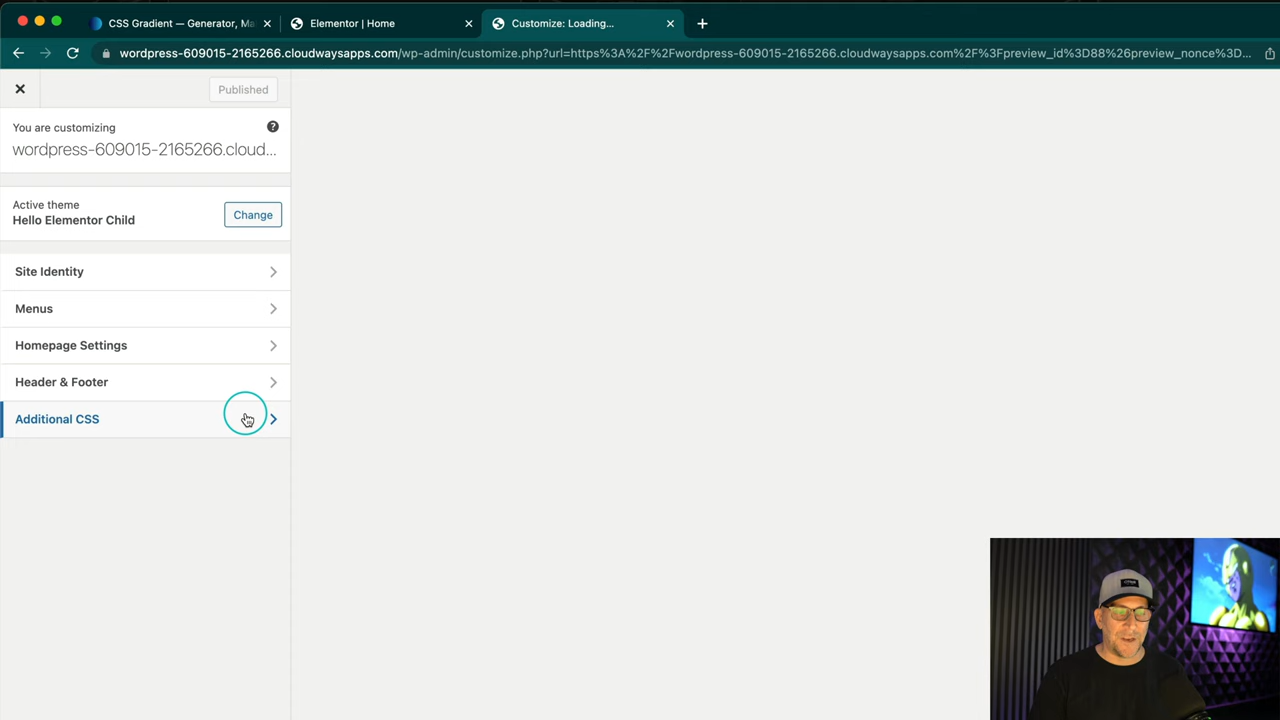 CSS Gradient — Generator, Ma
Elementor | Home
Customize: Loading...
wordpress-609015-2165266.cloudwaysapps.com/wp-admin/customize.php?url=https%3A%2F%2Fwordpress-609015-2165266.cloudwaysapps.com%2F%3Fpreview_id%3D88%26preview_nonce%3D...
Published
You are customizing
wordpress-609015-2165266.cloud...
Active theme
Hello Elementor Child
Change
Site Identity
Menus
Homepage Settings
Header & Footer
Additional CSS